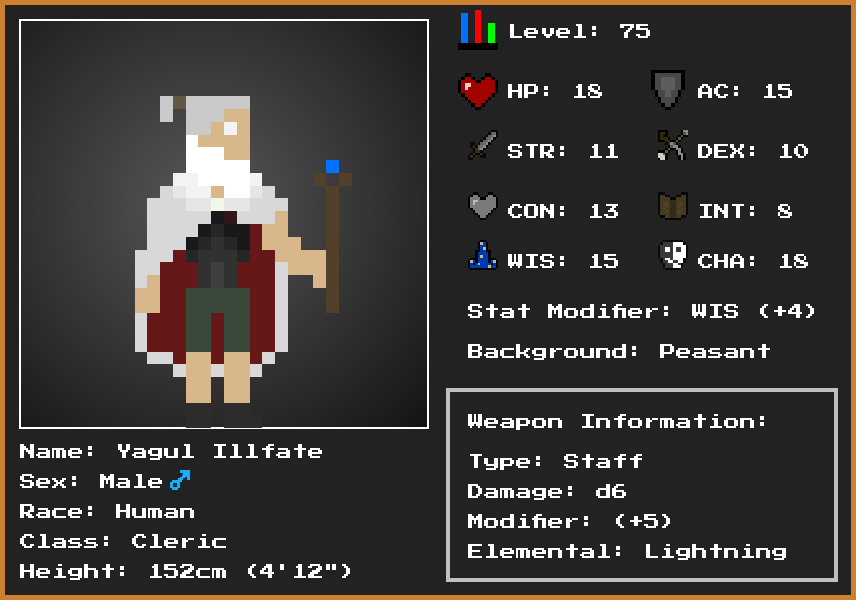 Level: 75
HP: 18 AC: 15
STR: 11 DEX: 10
CON: 13 INT: 8
WIS: 15 CHA: 18
Stat Modifier: WIS (+4)
Background: Peasant
Weapon Information:
Type: Staff
Damage: d6
Modifier: (+5)
Elemental: Lightning
Name: Yagul Illfate
Sex: Male ♂
Race: Human
Class: Cleric
Height: 152cm (4'12")